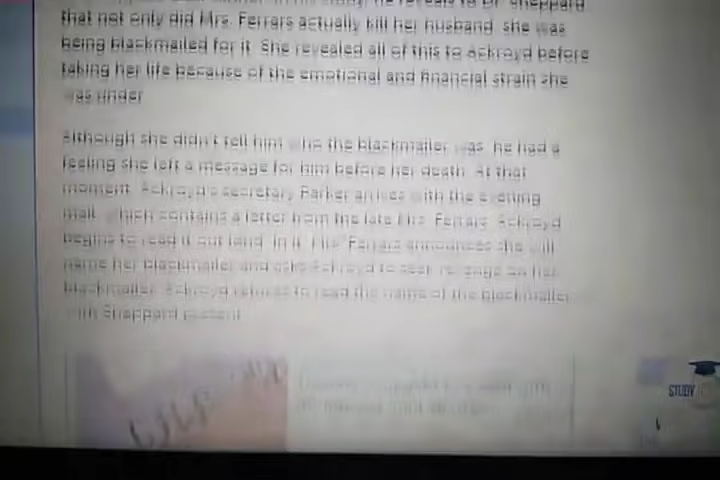 that not only did Mrs. Ferrars actually kill her husband, she was
being blackmailed for it. She revealed all of this to Ackroyd before
taking her life because of the emotional and financial strain she
was under.
Although she didn't tell him who the blackmailer was, he had a
feeling she left a message for him before her death. At that
moment, Ackroyd's secretary Parker arrives with the evening
mail, which contains a letter from the late Mrs. Ferrars. Ackroyd
begins to read it out loud. In it, Mrs. Ferrars announces she will
name her blackmailer and asks Ackroyd to seek revenge on her
blackmailer. Ackroyd refuses to read the name of the blackmailer
with Sheppard present.
STUDY